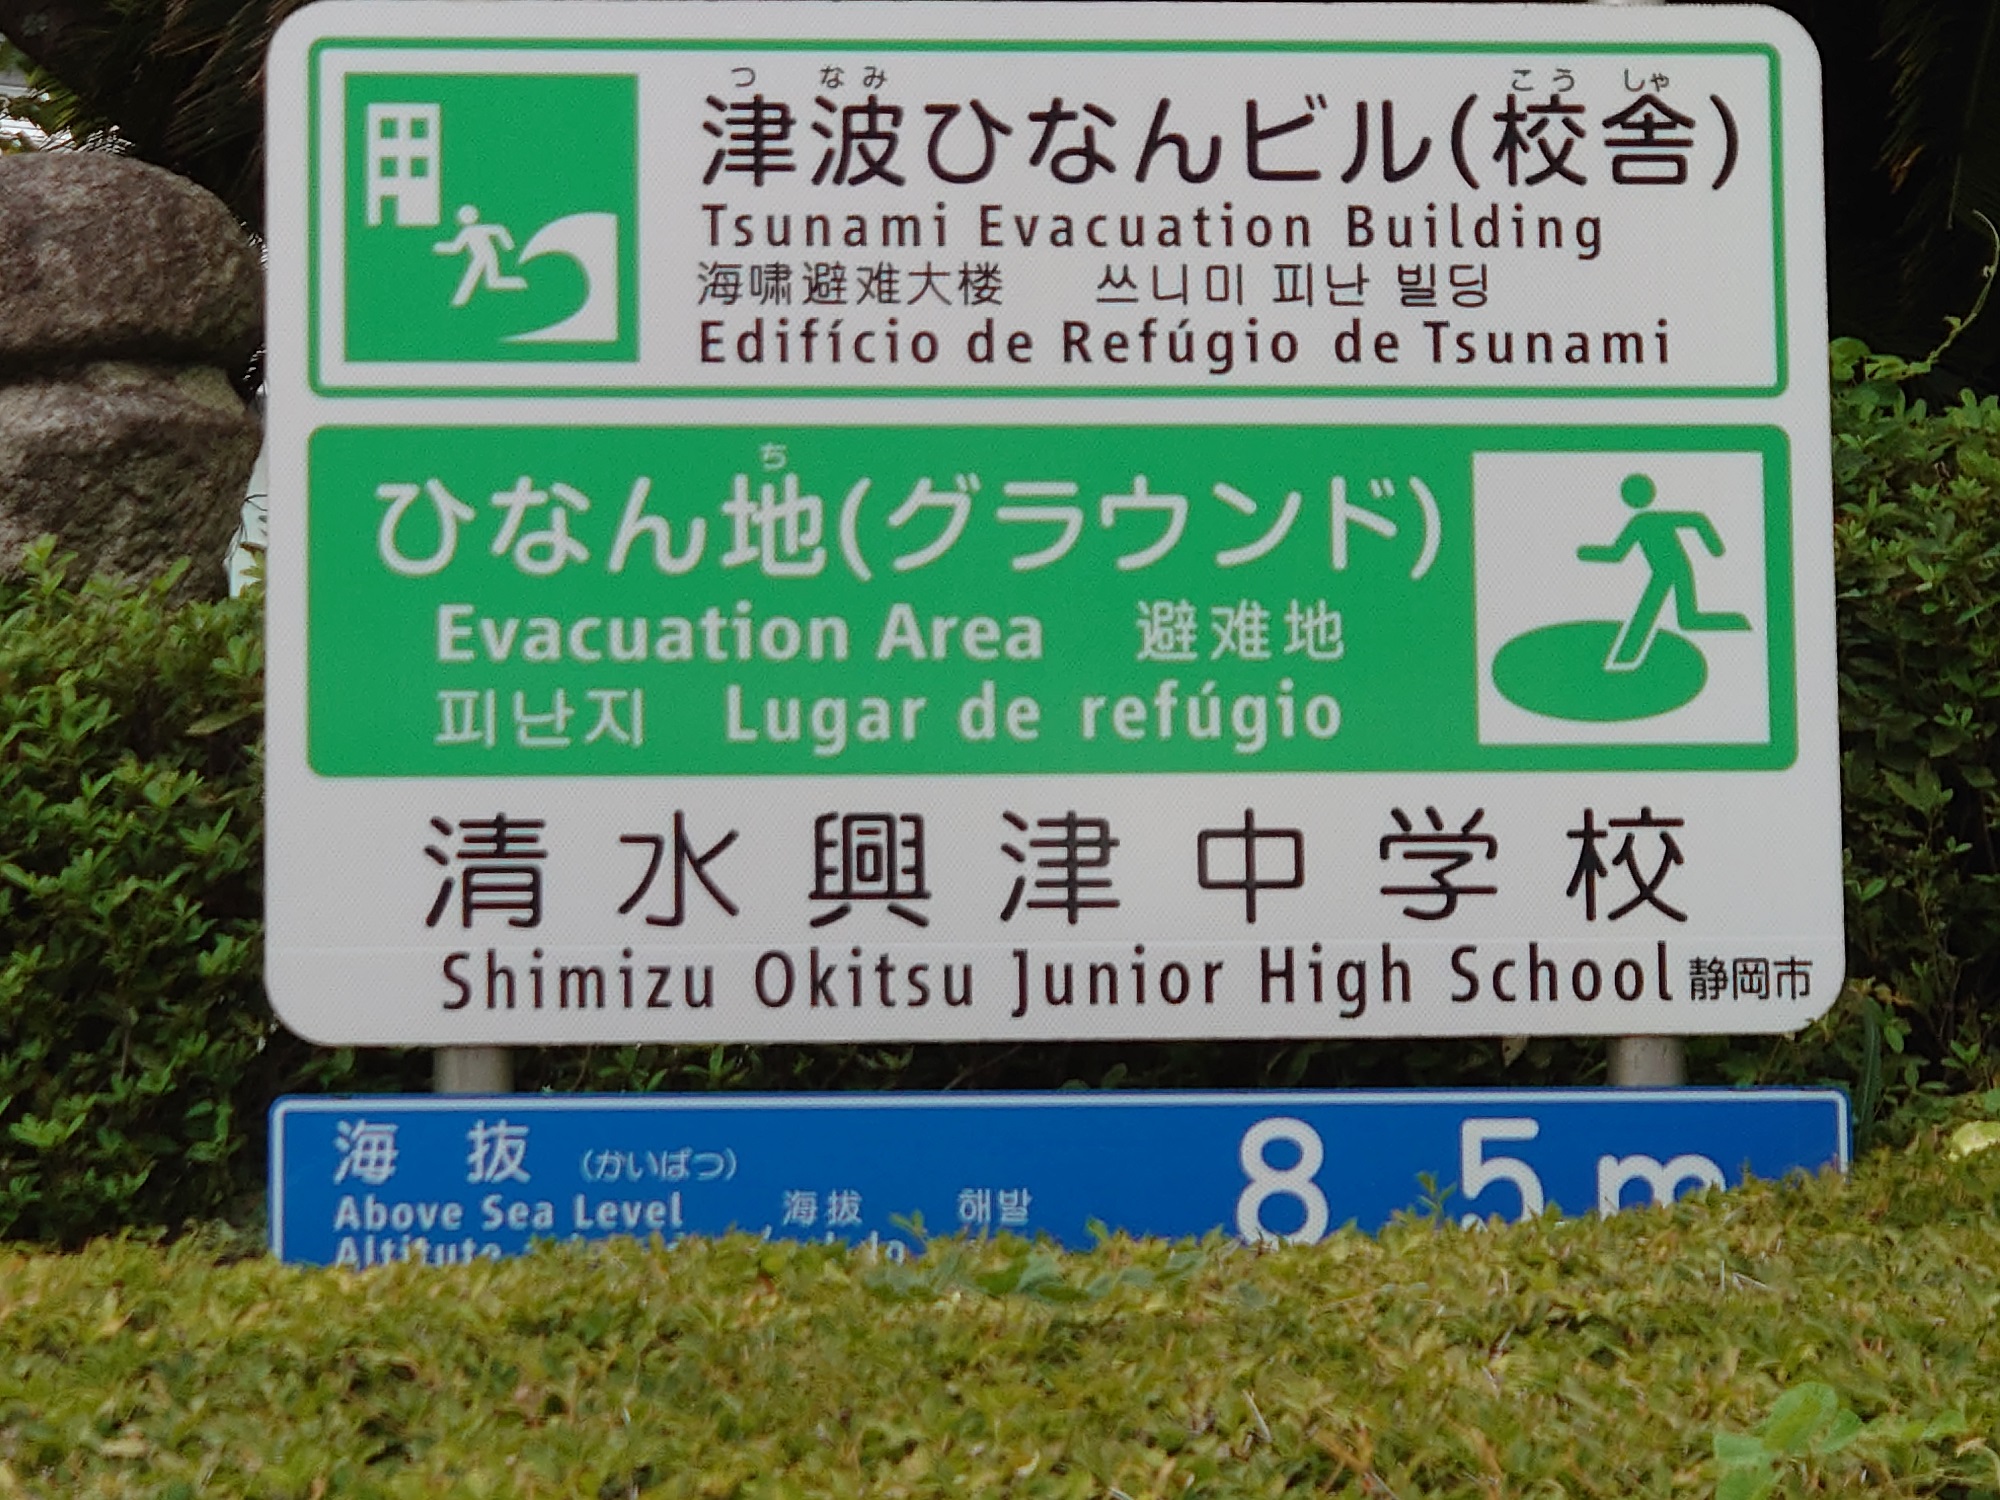 つ なみ こう しゃ
津波ひなんビル(校舎)
Tsunami Evacuation Building
海啸避难大楼 쓰니미 피난 빌딩
Edifício de Refúgio de Tsunami
ち
ひなん地(グラウンド)
Evacuation Area 避难地
피난지 Lugar de refúgio
清水興津中学校
Shimizu Okitsu Junior High School 静岡市
海抜 (かいばつ)
Above Sea Level 海拔 해발
8 5m
Altitute